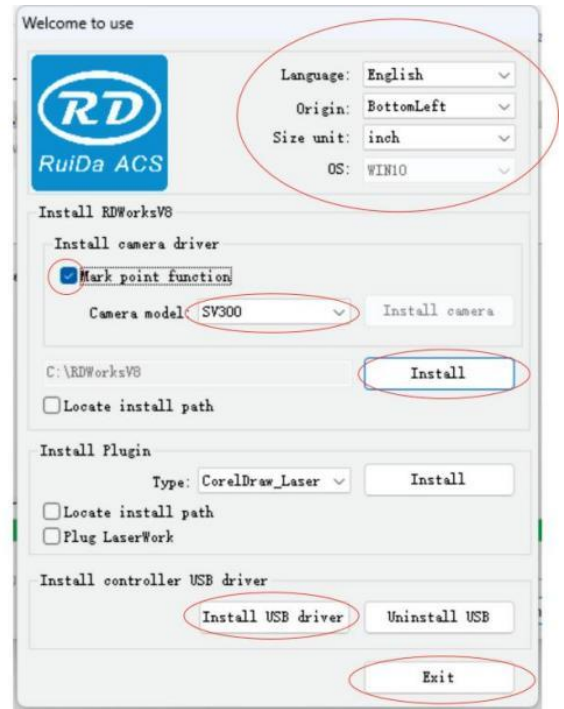 Welcome to use
RD
RuiDa ACS
Language: English
Origin: BottomLeft
Size unit: inch
OS: WIN10
Install RDWorksV8
Install camera driver
Mark point function
Camera model: SV300 Install camera
C:\RDWorksV8 Install
Locate install path
Install Plugin
Type: CorelDraw_Laser Install
Locate install path
Plug LaserWork
Install controller USB driver
Install USB driver Uninstall USB
Exit